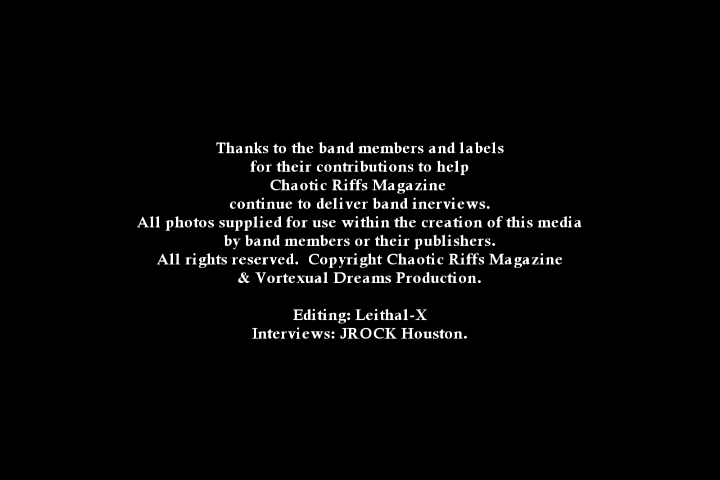 Thanks to the band members and labels
for their contributions to help
Chaotic Riffs Magazine
continue to deliver band inerviews.
All photos supplied for use within the creation of this media
by band members or their publishers.
All rights reserved.  Copyright Chaotic Riffs Magazine
& Vortexual Dreams Production.
Editing: Leithal-X
Interviews: JROCK Houston.